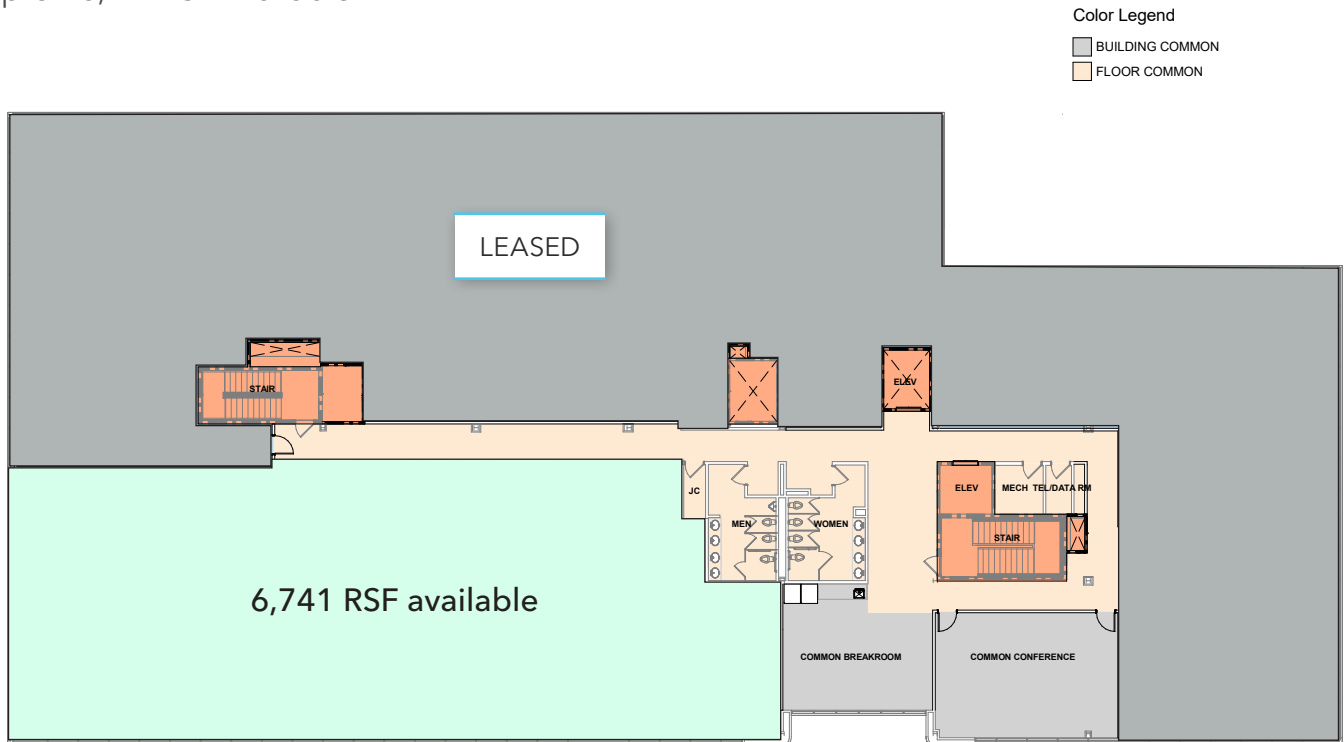 Color Legend
BUILDING COMMON
FLOOR COMMON
LEASED
STAIR
ELEV
JC
MEN
WOMEN
ELEV
MECH
TEL/DATA RM
STAIR
6,741 RSF available
COMMON BREAKROOM
COMMON CONFERENCE